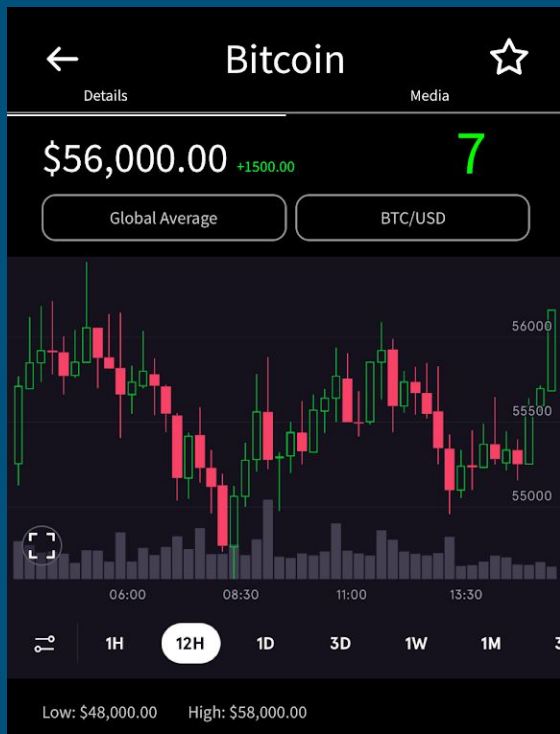 Bitcoin
Details Media
$56,000.00 +1500.00 7
Global Average BTC/USD
56000
55500
55000
06:00 08:30 11:00 13:30
1H 12H 1D 3D 1W 1M
Low: $48,000.00 High: $58,000.00